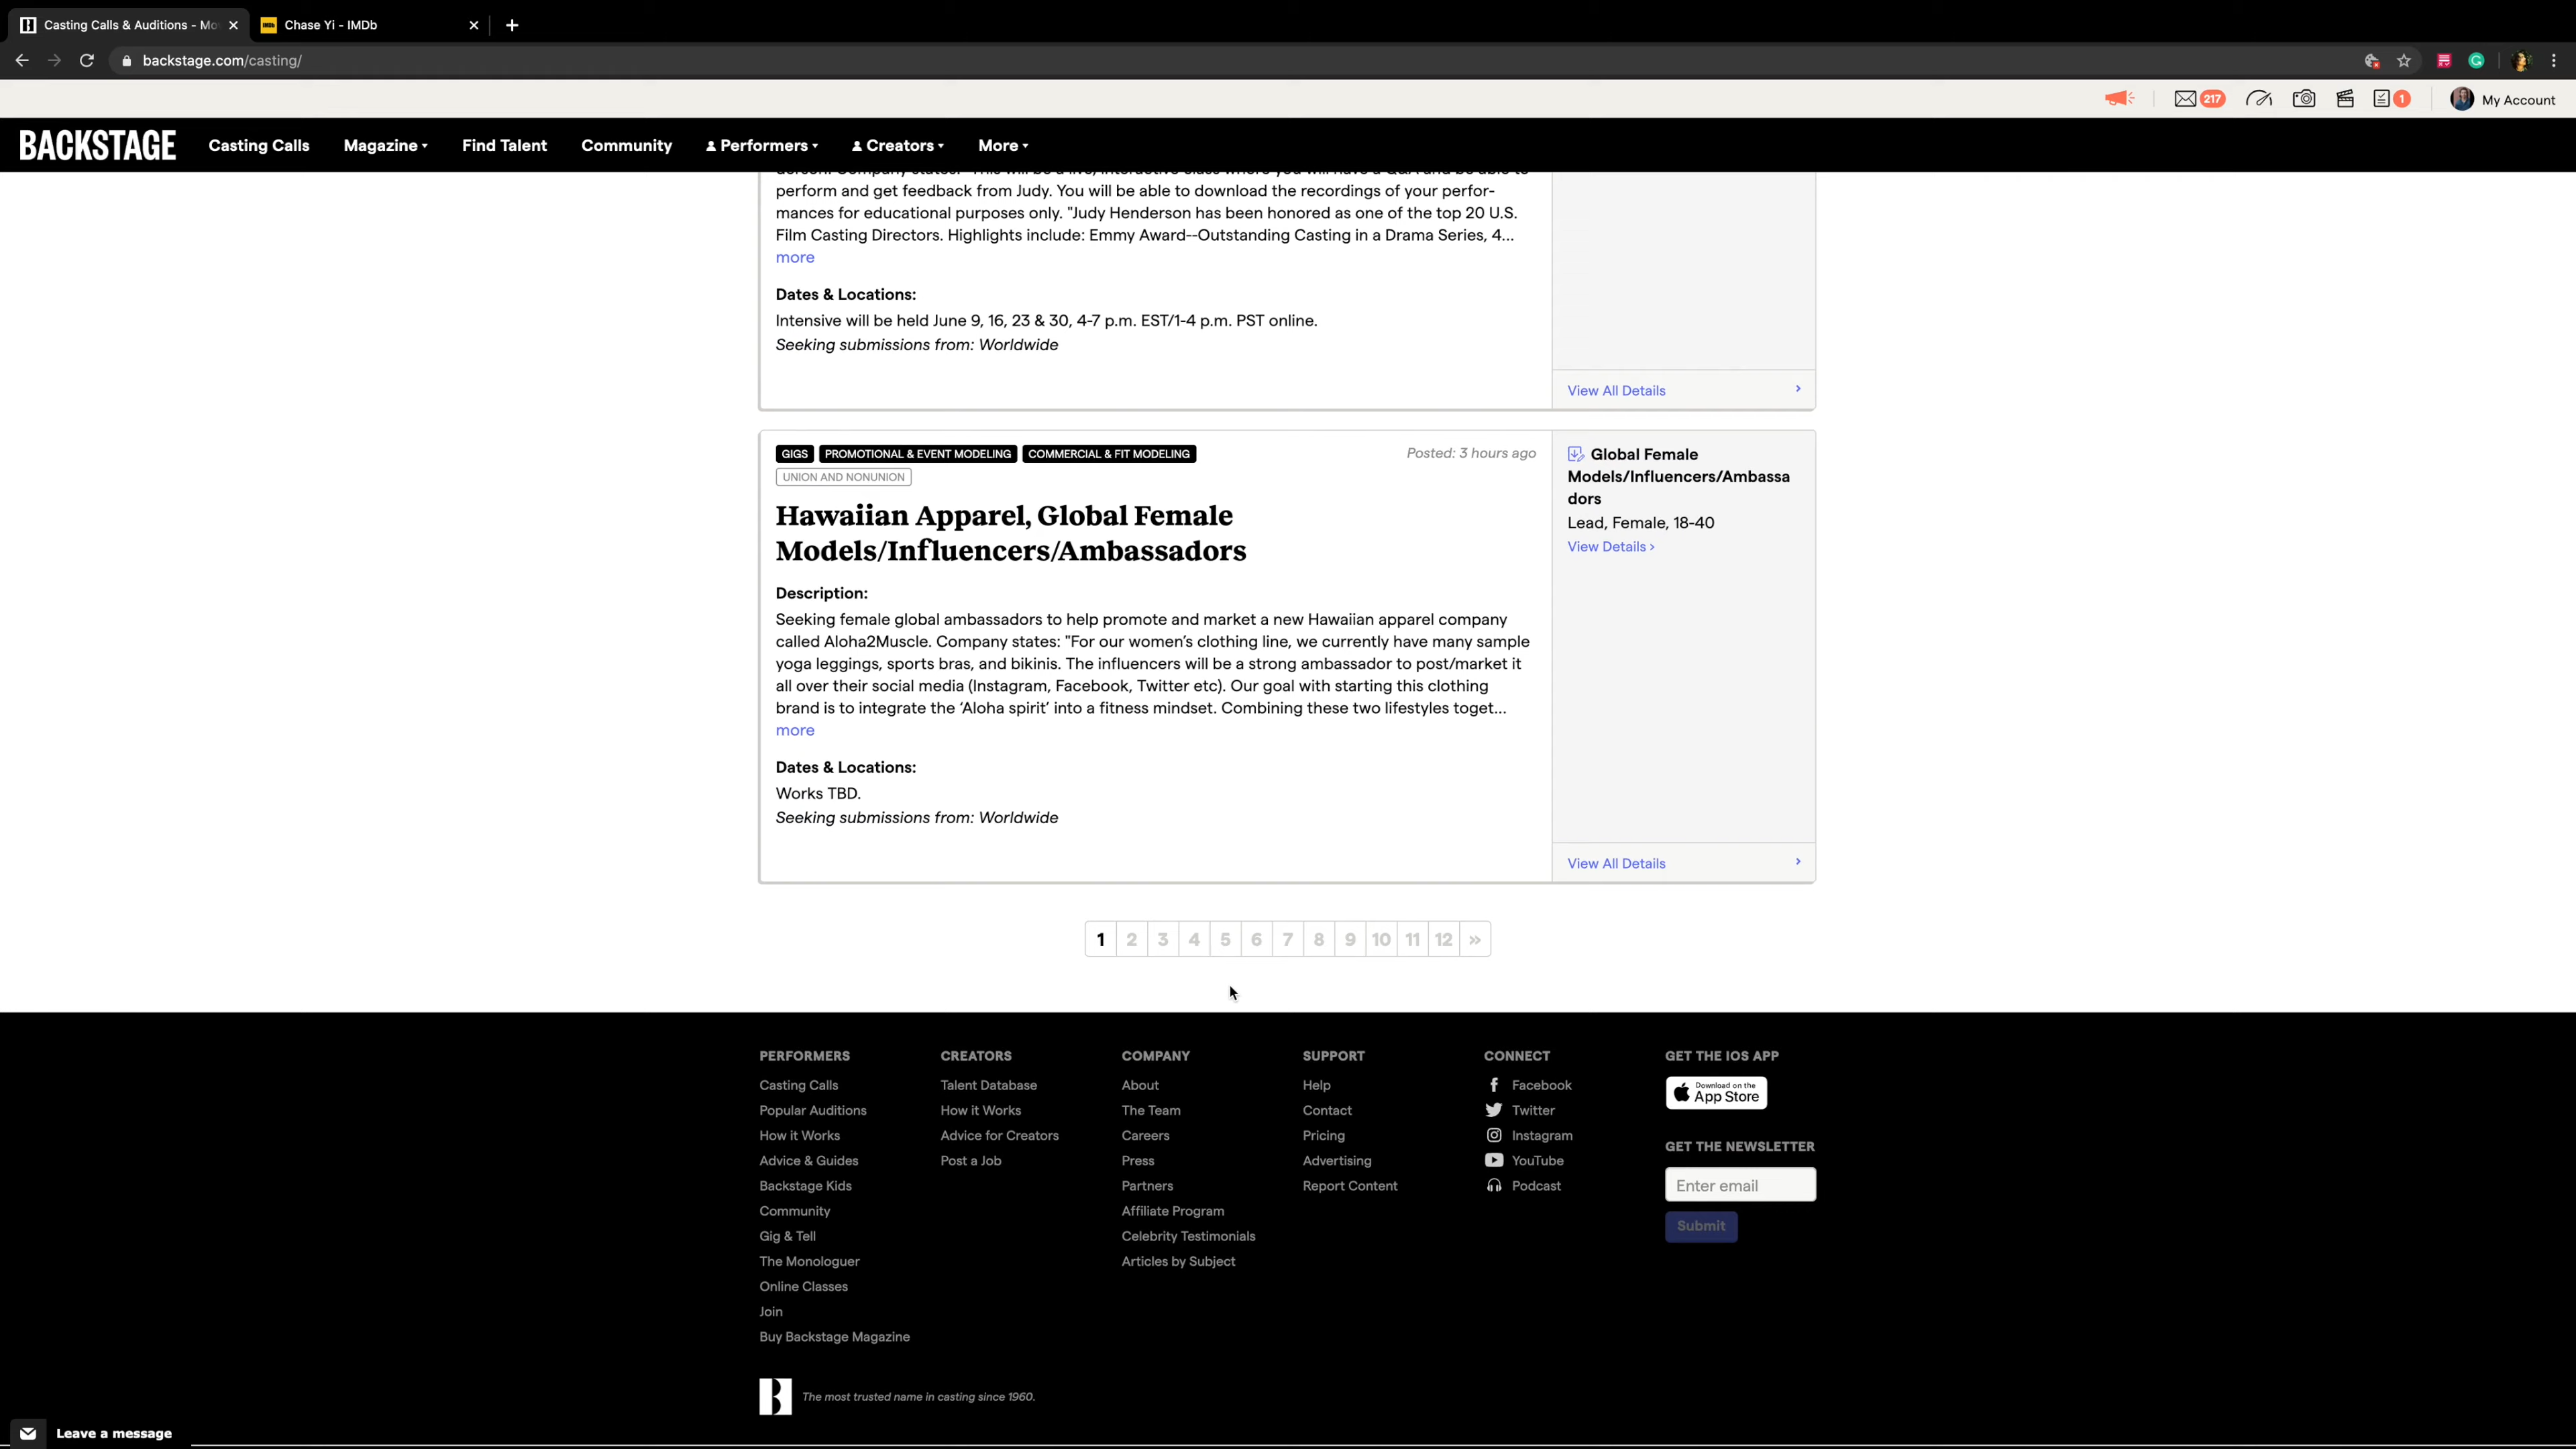 Casting Calls & Auditions - Mo
Chase Yi - IMDb
backstage.com/casting/
217
1
My Account
BACKSTAGE
Casting Calls
Magazine
Find Talent
Community
Performers
Creators
More
perform and get feedback from Judy. You will be able to download the recordings of your perfor-
mances for educational purposes only. "Judy Henderson has been honored as one of the top 20 U.S.
Film Casting Directors. Highlights include: Emmy Award--Outstanding Casting in a Drama Series, 4...
more
Dates & Locations:
Intensive will be held June 9, 16, 23 & 30, 4-7 p.m. EST/1-4 p.m. PST online.
Seeking submissions from: Worldwide
View All Details
GIGS
PROMOTIONAL & EVENT MODELING
COMMERCIAL & FIT MODELING
Posted: 3 hours ago
UNION AND NONUNION
Hawaiian Apparel, Global Female
Models/Influencers/Ambassadors
Description:
Seeking female global ambassadors to help promote and market a new Hawaiian apparel company
called Aloha2Muscle. Company states: "For our women's clothing line, we currently have many sample
yoga leggings, sports bras, and bikinis. The influencers will be a strong ambassador to post/market it
all over their social media (Instagram, Facebook, Twitter etc). Our goal with starting this clothing
brand is to integrate the ‘Aloha spirit’ into a fitness mindset. Combining these two lifestyles toget...
more
Dates & Locations:
Works TBD.
Seeking submissions from: Worldwide
Global Female
Models/Influencers/Ambassa
dors
Lead, Female, 18-40
View Details ›
View All Details
1 2 3 4 5 6 7 8 9 10 11 12 »
PERFORMERS
Casting Calls
Popular Auditions
How it Works
Advice & Guides
Backstage Kids
Community
Gig & Tell
The Monologuer
Online Classes
Join
Buy Backstage Magazine
CREATORS
Talent Database
How it Works
Advice for Creators
Post a Job
COMPANY
About
The Team
Careers
Press
Partners
Affiliate Program
Celebrity Testimonials
Articles by Subject
SUPPORT
Help
Contact
Pricing
Advertising
Report Content
CONNECT
Facebook
Twitter
Instagram
YouTube
Podcast
GET THE IOS APP
Download on the
App Store
GET THE NEWSLETTER
Enter email
Submit
B
The most trusted name in casting since 1960.
Leave a message